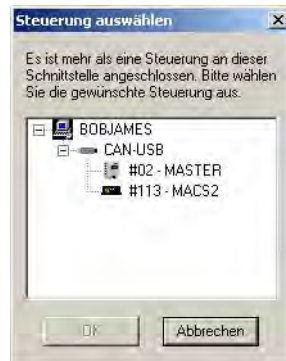 Steuerung auswählen
Es ist mehr als eine Steuerung an dieser
Schnittstelle angeschlossen. Bitte wählen
Sie die gewünschte Steuerung aus.
BOBJAMES
CAN-USB
#02 - MASTER
#113 - MACS2
OK
Abbrechen